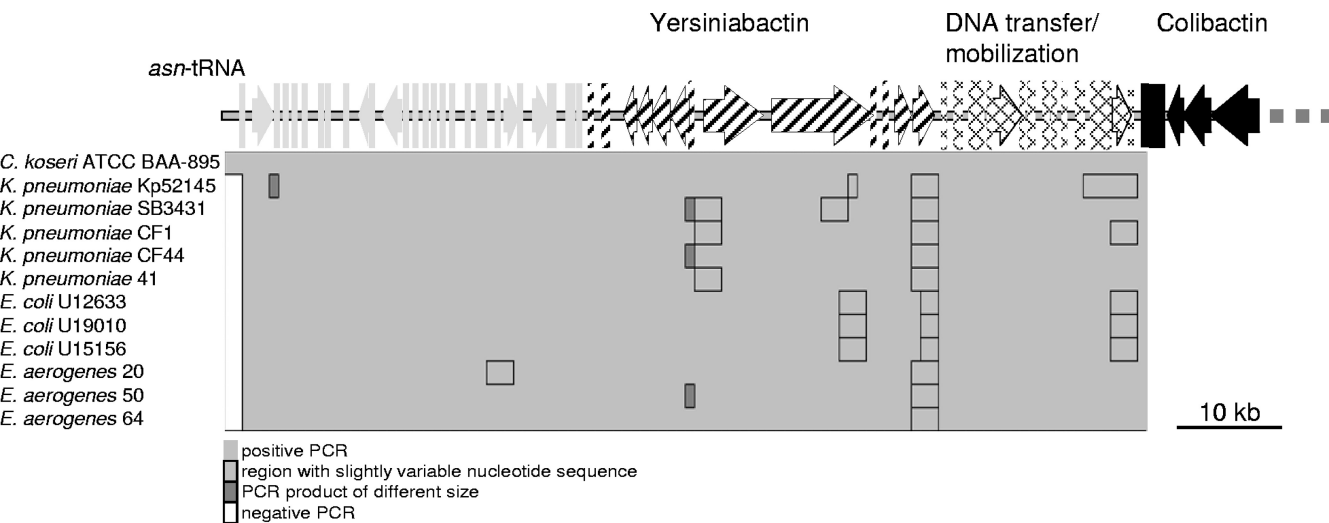 Yersiniabactin
DNA transfer/
mobilization
Colibactin
asn-tRNA
C. koseri ATCC BAA-895
K. pneumoniae Kp52145
K. pneumoniae SB3431
K. pneumoniae CF1
K. pneumoniae CF44
K. pneumoniae 41
E. coli U12633
E. coli U19010
E. coli U15156
E. aerogenes 20
E. aerogenes 50
E. aerogenes 64
10 kb
positive PCR
region with slightly variable nucleotide sequence
PCR product of different size
negative PCR